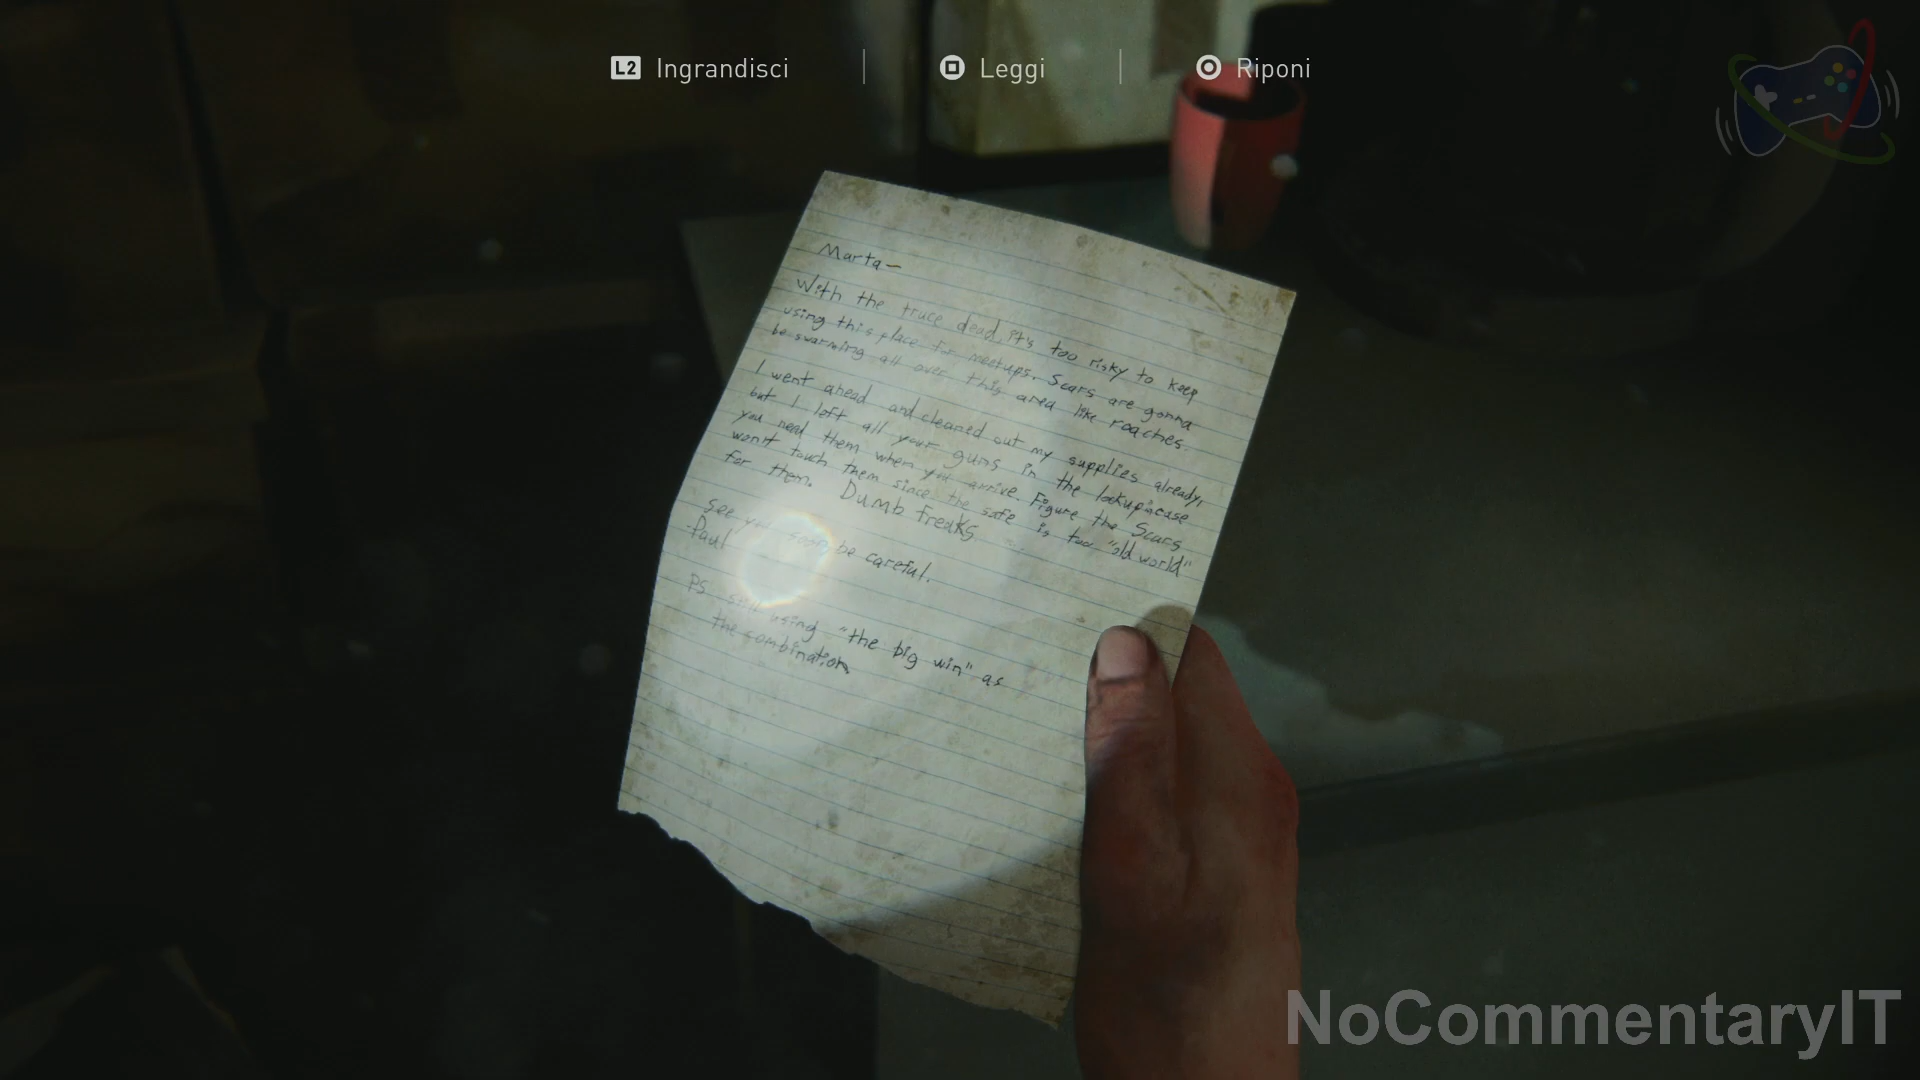 L2 Ingrandisci
Leggi
Riponi
Marta—
With the truce dead, it's too risky to keep
using this place for meetups. Scars are gonna
be swarming all over this area like roaches.
I went ahead and cleared out my supplies already,
but I left all your guns in the lockup in case
you need them when you arrive. Figure the Scars
won't touch them since the safe is too "old world"
for them. Dumb freaks.
See you soon, be careful.
-Paul
PS still using "the big win" as
the combination
NoCommentaryIT